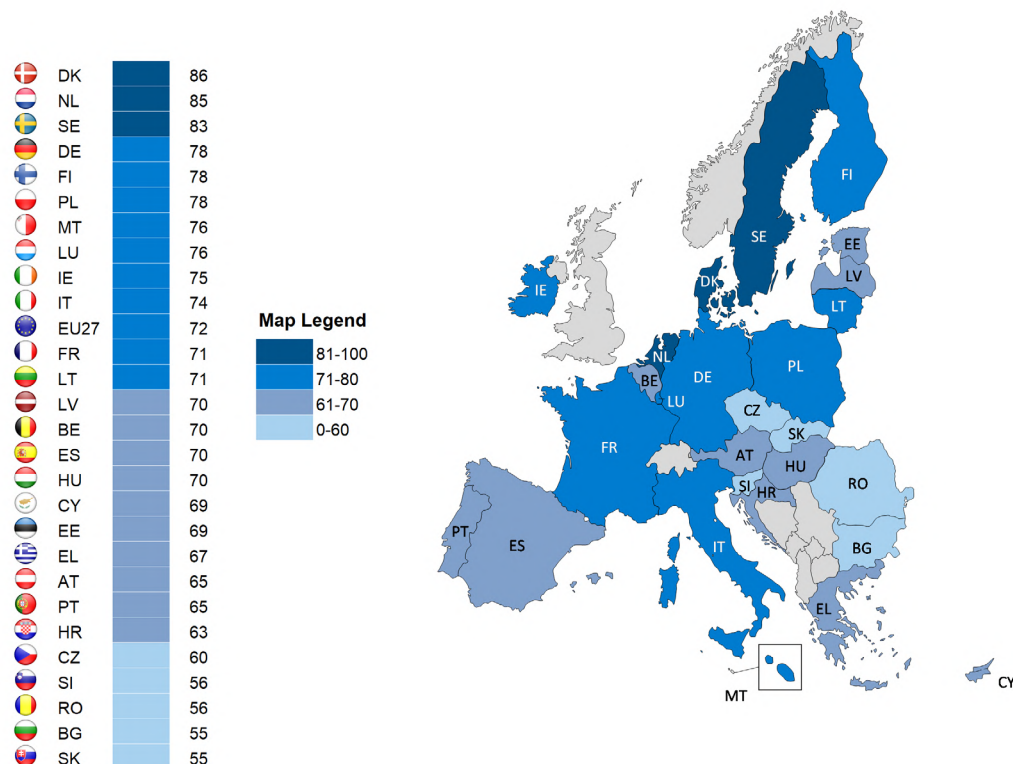 DK 86
NL 85
SE 83
DE 78
FI 78
PL 78
MT 76
LU 76
IE 75
IT 74
EU27 72
FR 71
LT 71
LV 70
BE 70
ES 70
HU 70
CY 69
EE 69
EL 67
AT 65
PT 65
HR 63
CZ 60
SI 56
RO 56
BG 55
SK 55
Map Legend
81-100
71-80
61-70
0-60
FI
SE
EE
LV
DK
IE
LT
NL
PL
BE
DE
LU
CZ
SK
FR
AT
HU
SI
HR
RO
PT
ES
IT
BG
EL
MT
CY